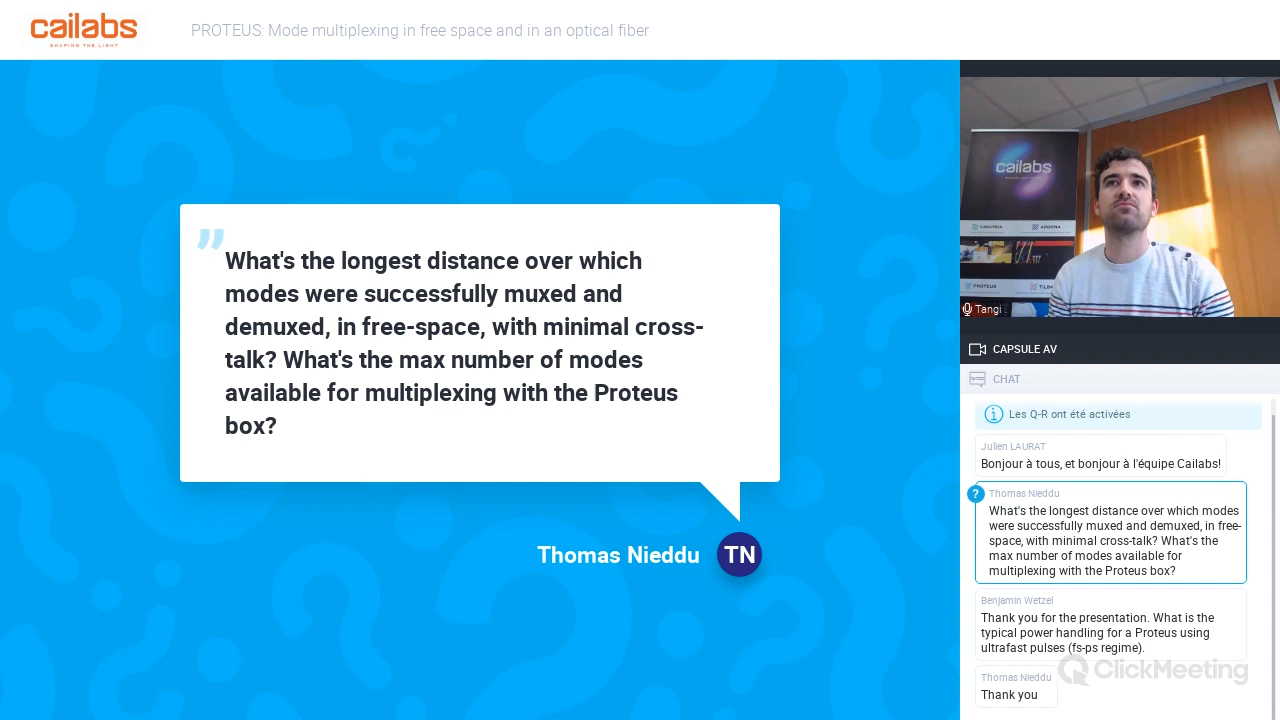 cailabs
SHAPING THE LIGHT
PROTEUS: Mode multiplexing in free space and in an optical fiber
What's the longest distance over which
modes were successfully muxed and
demuxed, in free-space, with minimal cross-
talk? What's the max number of modes
available for multiplexing with the Proteus
box?
Thomas Nieddu
TN
cailabs
CANUNDA
ARONNA
PROTEUS
TILBA
Tangi
CAPSULE AV
CHAT
Les Q-R ont été activées
Julien LAURAT
Bonjour à tous, et bonjour à l'équipe Cailabs!
?
Thomas Nieddu
What's the longest distance over which modes
were successfully muxed and demuxed, in free-
space, with minimal cross-talk? What's the
max number of modes available for
multiplexing with the Proteus box?
Benjamin Wetzel
Thank you for the presentation. What is the
typical power handling for a Proteus using
ultrafast pulses (fs-ps regime).
ClickMeeting
Thomas Nieddu
Thank you